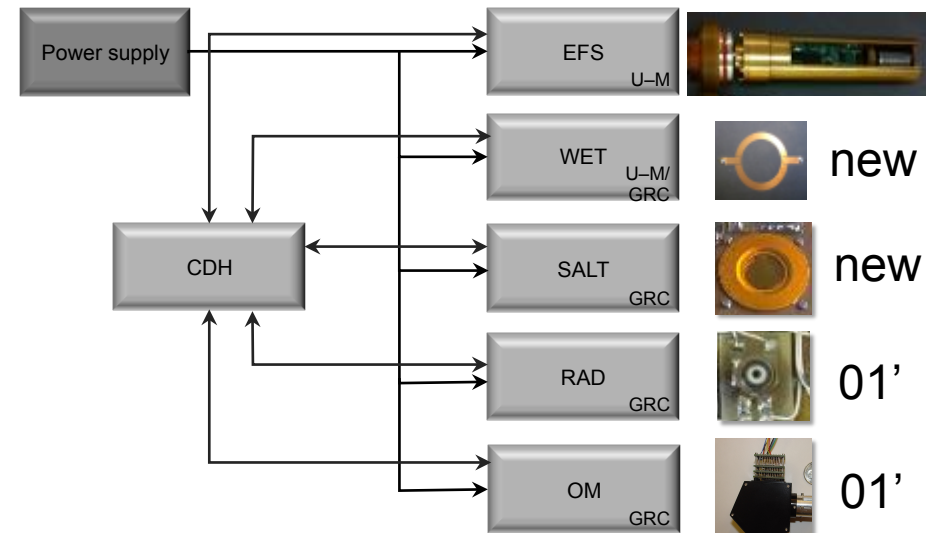 Power supply
EFS
U–M
WET
U–M/
GRC
new
CDH
SALT
GRC
new
RAD
GRC
01’
OM
GRC
01’